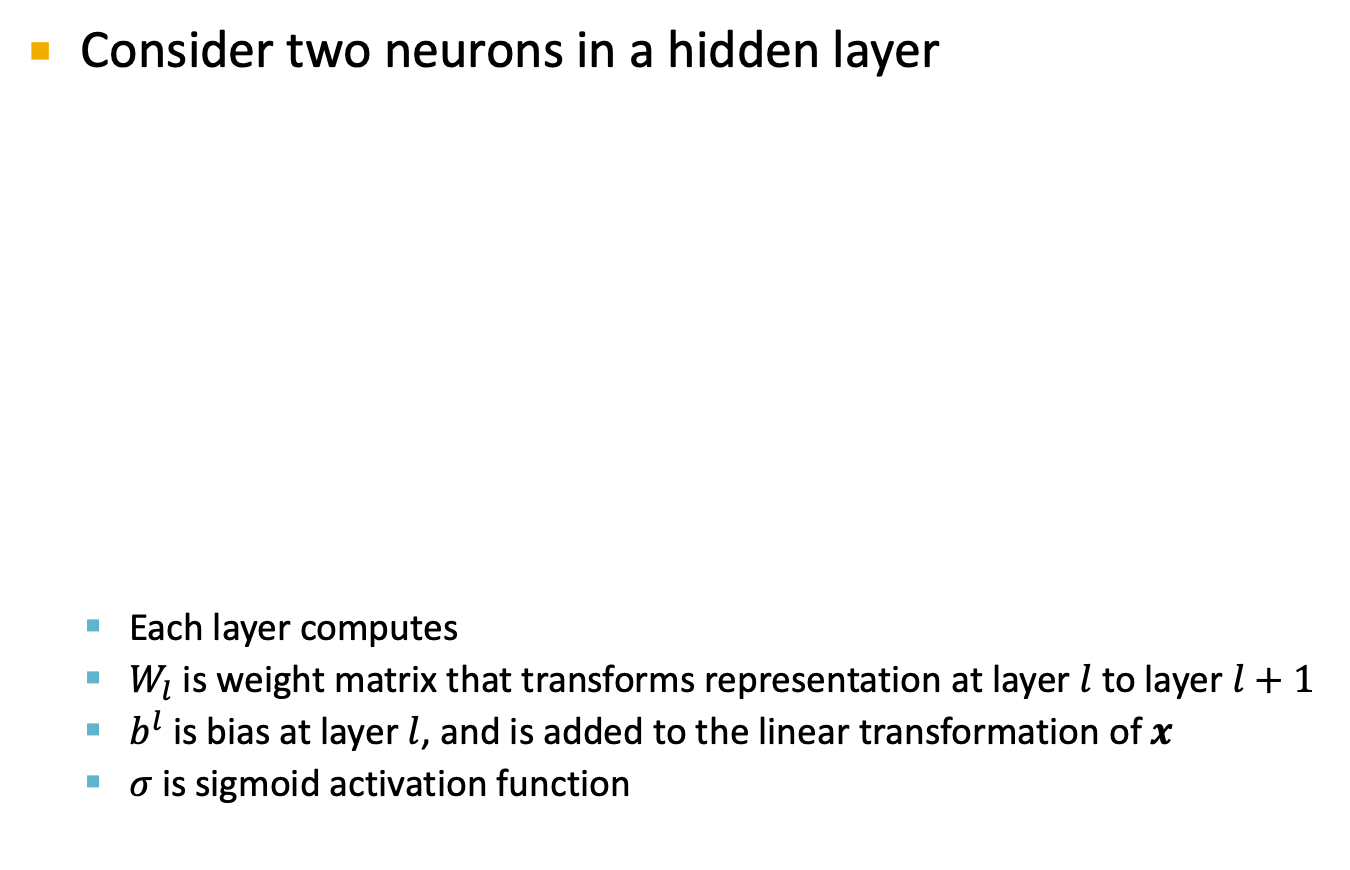 Consider two neurons in a hidden layer
Each layer computes
W_l is weight matrix that transforms representation at layer l to layer l + 1
b^l is bias at layer l, and is added to the linear transformation of x
σ is sigmoid activation function